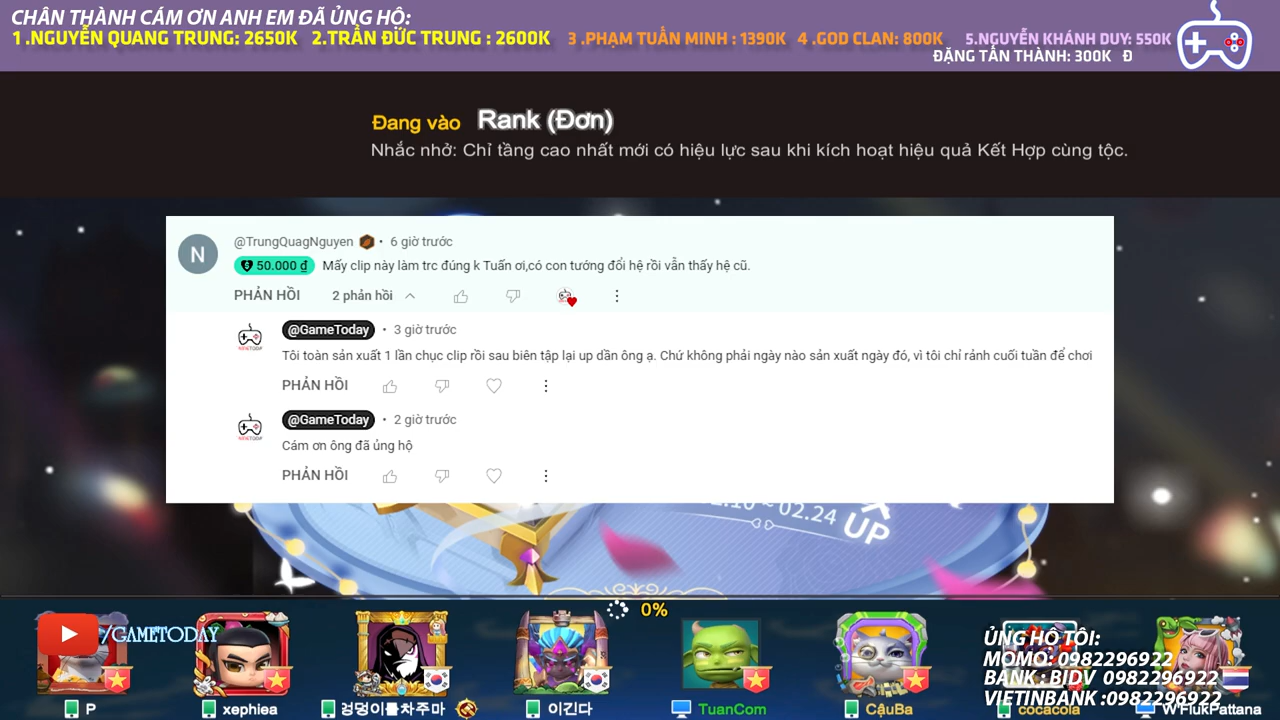 CHÂN THÀNH CÁM ƠN ANH EM ĐÃ ỦNG HỘ:
1 .NGUYỄN QUANG TRUNG: 2650K 2.TRẦN ĐỨC TRUNG : 2600K 3 .PHẠM TUẤN MINH : 1390K 4 .GOD CLAN: 800K 5.NGUYỄN KHÁNH DUY: 550K
ĐẶNG TẤN THÀNH: 300K Đ
Đang vào Rank (Đơn)
Nhắc nhở: Chỉ tầng cao nhất mới có hiệu lực sau khi kích hoạt hiệu quả Kết Hợp cùng tộc.
N
@TrungQuagNguyen • 6 giờ trước
50.000 ₫ Mấy clip này làm trc đúng k Tuấn ơi,có con tướng đổi hệ rồi vẫn thấy hệ cũ.
PHẢN HỒI 2 phản hồi
@GameToday • 3 giờ trước
Tôi toàn sản xuất 1 lần chục clip rồi sau biên tập lại up dần ông ạ. Chứ không phải ngày nào sản xuất ngày đó, vì tôi chỉ rảnh cuối tuần để chơi
PHẢN HỒI
@GameToday • 2 giờ trước
Cám ơn ông đã ủng hộ
PHẢN HỒI
~ 02.24
UP
0%
/GAMETODAY
ỦNG HỘ TÔI:
MOMO: 0982296922
BANK : BIDV 0982296922
VIETINBANK :0982296922
P xephiea 겅덩이를차주마 이긴다 TuanCom CậuBa cocacola WFlukPattana